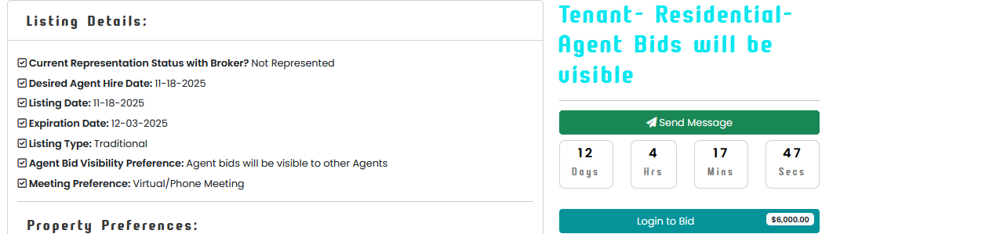 Listing Details:
Current Representation Status with Broker? Not Represented
Desired Agent Hire Date: 11-18-2025
Listing Date: 11-18-2025
Expiration Date: 12-03-2025
Listing Type: Traditional
Agent Bid Visibility Preference: Agent bids will be visible to other Agents
Meeting Preference: Virtual/Phone Meeting
Property Preferences:
Tenant- Residential-
Agent Bids will be
visible
Send Message
12 4 17 47
Days Hrs Mins Secs
Login to Bid $6,000.00